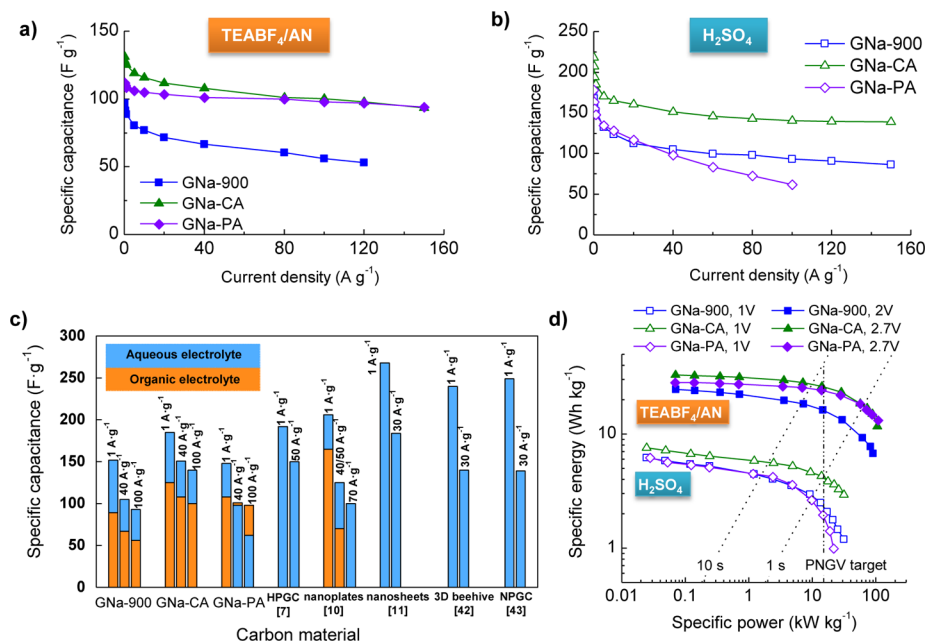 a)
TEABF4/AN
Specific capacitance (F g-1)
150
100
50
0
GNa-900
GNa-CA
GNa-PA
0 40 80 120 160
Current density (A g-1)
b)
H2SO4
Specific capacitance (F g-1)
250
200
150
100
50
0
GNa-900
GNa-CA
GNa-PA
0 40 80 120 160
Current density (A g-1)
c)
Specific capacitance (F·g-1)
300
250
200
150
100
50
0
Aqueous electrolyte
Organic electrolyte
1 A·g-1
40 A·g-1
100 A·g-1
1 A·g-1
40 A·g-1
100 A·g-1
1 A·g-1
40 A·g-1
100 A·g-1
1 A·g-1
50 A·g-1
1 A·g-1
40/50 A·g-1
70 A·g-1
1 A·g-1
30 A·g-1
1 A·g-1
30 A·g-1
1 A·g-1
30 A·g-1
GNa-900 GNa-CA GNa-PA HPGC nanoplates nanosheets 3D beehive NPGC
[7] [10] [11] [42] [43]
Carbon material
d)
GNa-900, 1V GNa-900, 2V
GNa-CA, 1V GNa-CA, 2.7V
GNa-PA, 1V GNa-PA, 2.7V
Specific energy (Wh kg-1)
10
1
TEABF4/AN
H2SO4
10 s 1 s PNGV target
0.01 0.1 1 10 100
Specific power (kW kg-1)